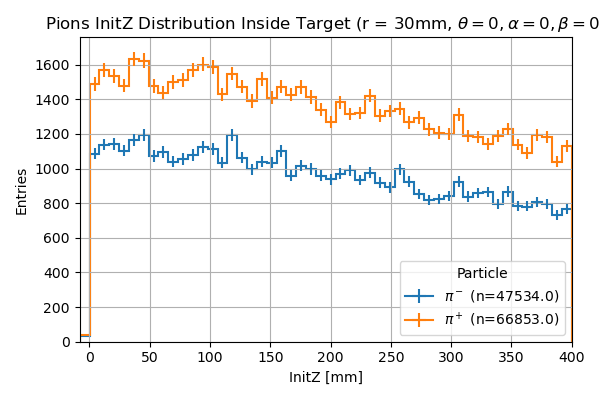 Pions InitZ Distribution Inside Target (r = 30mm, θ = 0, α = 0, β = 0
Entries
1600
1400
1200
1000
800
600
400
200
0
0 50 100 150 200 250 300 350 400
InitZ [mm]
Particle
π⁻ (n=47534.0)
π⁺ (n=66853.0)